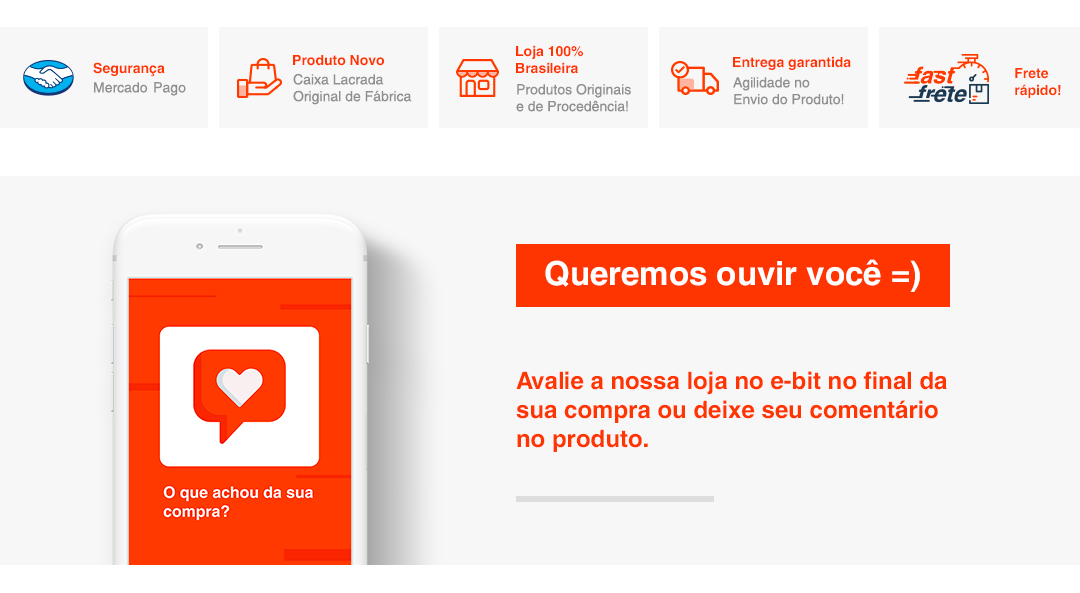 Segurança
Mercado Pago
Produto Novo
Caixa Lacrada
Original de Fábrica
Loja 100%
Brasileira
Produtos Originais
e de Procedência!
Entrega garantida
Agilidade no
Envio do Produto!
fast
frete
Frete
rápido!
Queremos ouvir você =)
Avalie a nossa loja no e-bit no final da
sua compra ou deixe seu comentário
no produto.
O que achou da sua
compra?